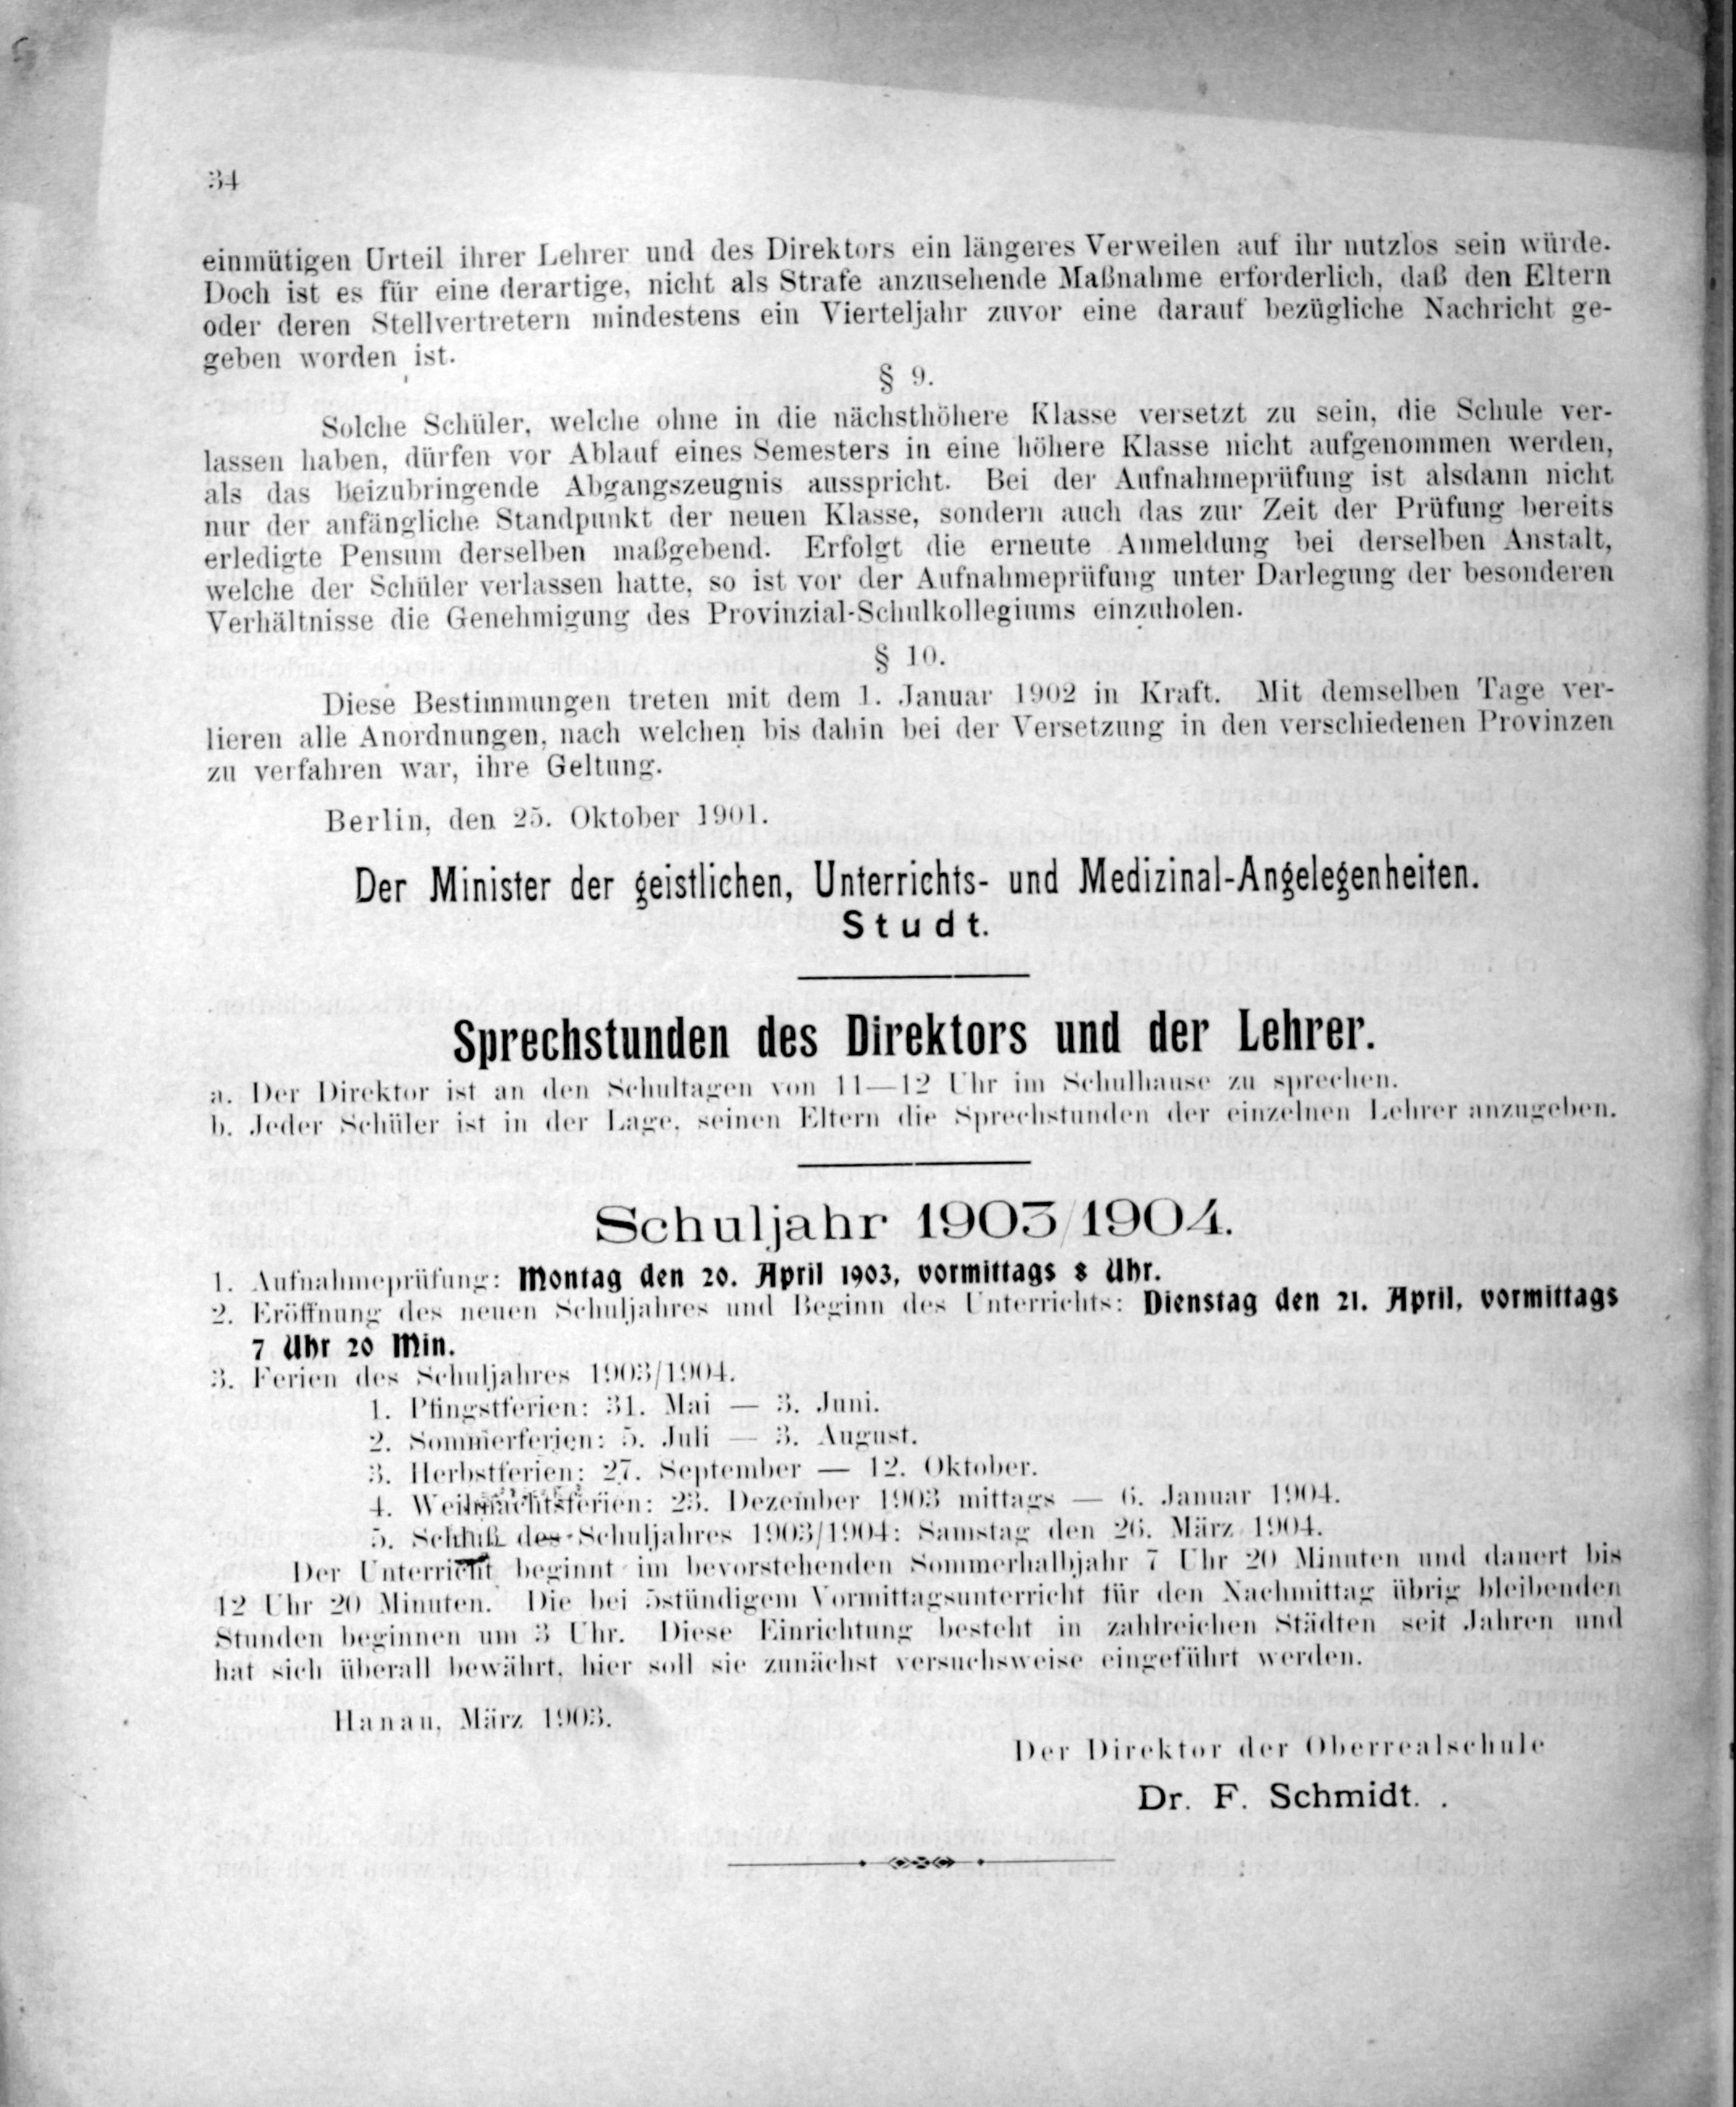 34
einmütigen Urteil ihrer Lehrer und des Direktors ein längeres Verweilen auf ihr nutzlos sein würde.
Doch ist es für eine derartige, nicht als Strafe anzusehende Maßnahme erforderlich, daß den Eltern
oder deren Stellvertretern mindestens ein Vierteljahr zuvor eine darauf bezügliche Nachricht ge-
geben worden ist.
§ 9.
Solche Schüler, welche ohne in die nächsthöhere Klasse versetzt zu sein, die Schule ver-
lassen haben, dürfen vor Ablauf eines Semesters in eine höhere Klasse nicht aufgenommen werden,
als das beizubringende Abgangszeugnis ausspricht. Bei der Aufnahmeprüfung ist alsdann nicht
nur der anfängliche Standpunkt der neuen Klasse, sondern auch das zur Zeit der Prüfung bereits
erledigte Pensum derselben maßgebend. Erfolgt die erneute Anmeldung bei derselben Anstalt,
welche der Schüler verlassen hatte, so ist vor der Aufnahmeprüfung unter Darlegung der besonderen
Verhältnisse die Genehmigung des Provinzial-Schulkollegiums einzuholen.
§ 10.
Diese Bestimmungen treten mit dem 1. Januar 1902 in Kraft. Mit demselben Tage ver-
lieren alle Anordnungen, nach welchen bis dahin bei der Versetzung in den verschiedenen Provinzen
zu verfahren war, ihre Geltung.
Berlin, den 25. Oktober 1901.
Der Minister der geistlichen, Unterrichts- und Medizinal-Angelegenheiten.
Studt.
Sprechstunden des Direktors und der Lehrer.
a. Der Direktor ist an den Schultagen von 11—12 Uhr im Schulhause zu sprechen.
b. Jeder Schüler ist in der Lage, seinen Eltern die Sprechstunden der einzelnen Lehrer anzugeben.
Schuljahr 1903/1904.
1. Aufnahmeprüfung: Montag den 20. April 1903, vormittags 8 Uhr.
2. Eröffnung des neuen Schuljahres und Beginn des Unterrichts: Dienstag den 21. April, vormittags
7 Uhr 20 Min.
3. Ferien des Schuljahres 1903/1904.
1. Pfingstferien: 31. Mai — 3. Juni.
2. Sommerferien: 5. Juli — 3. August.
3. Herbstferien: 27. September — 12. Oktober.
4. Weihnachtsferien: 23. Dezember 1903 mittags — 6. Januar 1904.
5. Schluß des Schuljahres 1903/1904: Samstag den 26. März 1904.
Der Unterricht beginnt im bevorstehenden Sommerhalbjahr 7 Uhr 20 Minuten und dauert bis
12 Uhr 20 Minuten. Die bei 5stündigem Vormittagsunterricht für den Nachmittag übrig bleibenden
Stunden beginnen um 3 Uhr. Diese Einrichtung besteht in zahlreichen Städten seit Jahren und
hat sich überall bewährt, hier soll sie zunächst versuchsweise eingeführt werden.
Hanau, März 1903.
Der Direktor der Oberrealschule
Dr. F. Schmidt.